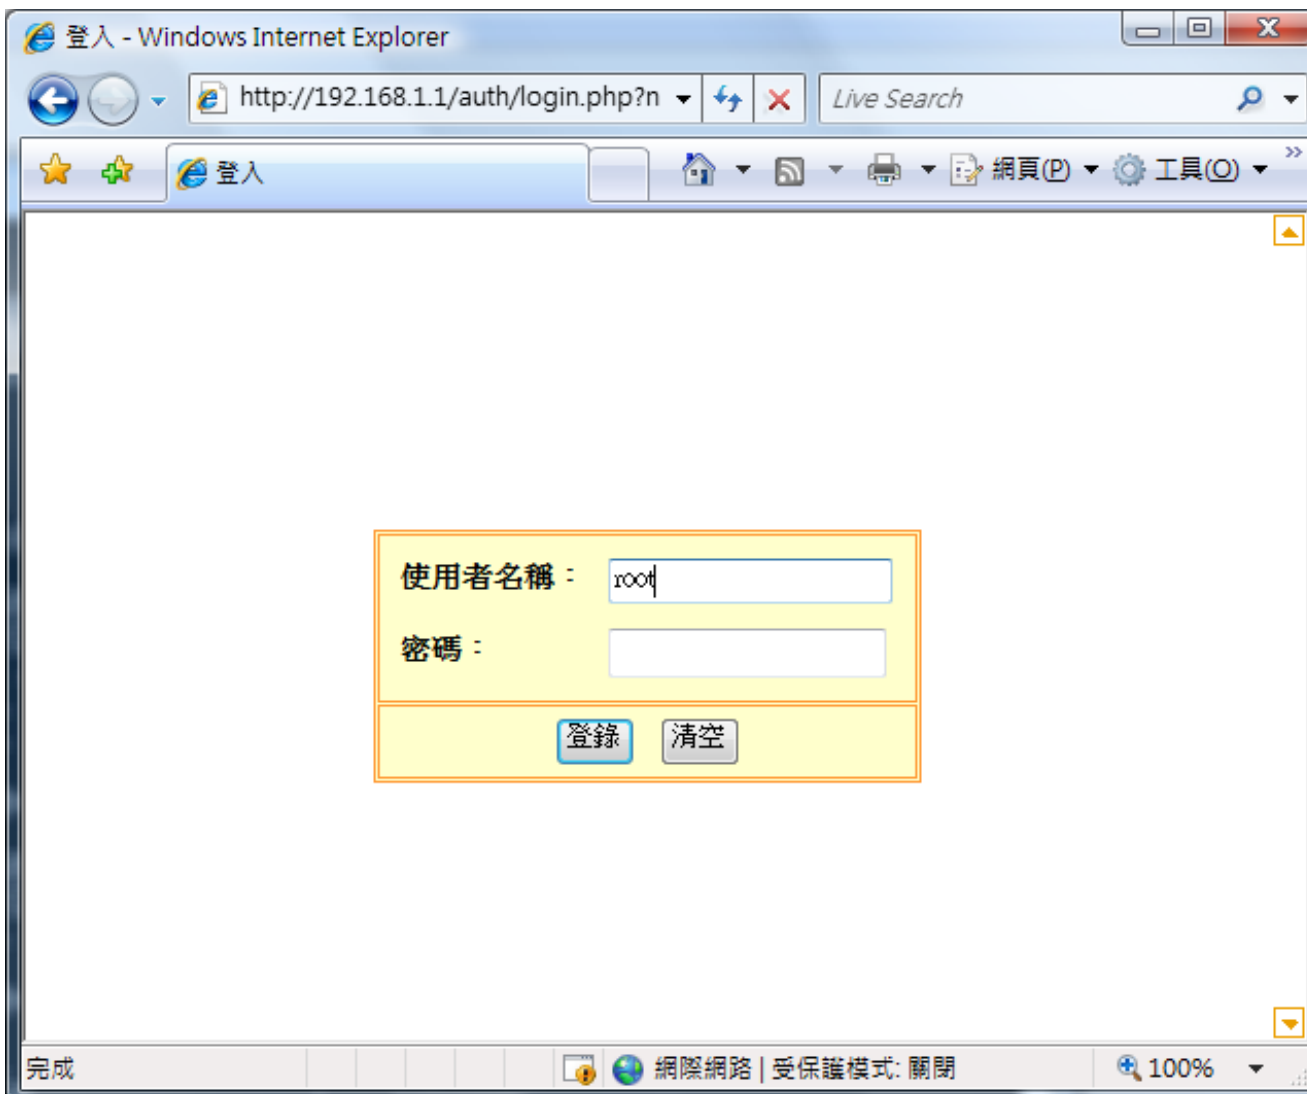 登入 - Windows Internet Explorer
http://192.168.1.1/auth/login.php?n
Live Search
登入
網頁(P)
工具(O)
使用者名稱：
root
密碼：
登錄
清空
完成
網際網路 | 受保護模式: 關閉
100%